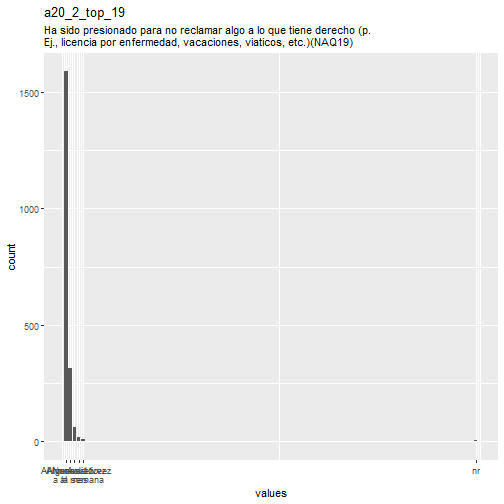 a20_2_top_19
Ha sido presionado para no reclamar algo a lo que tiene derecho (p.
Ej., licencia por enfermedad, vacaciones, viaticos, etc.)(NAQ19)
1500
1000
500
0
count
nr
values